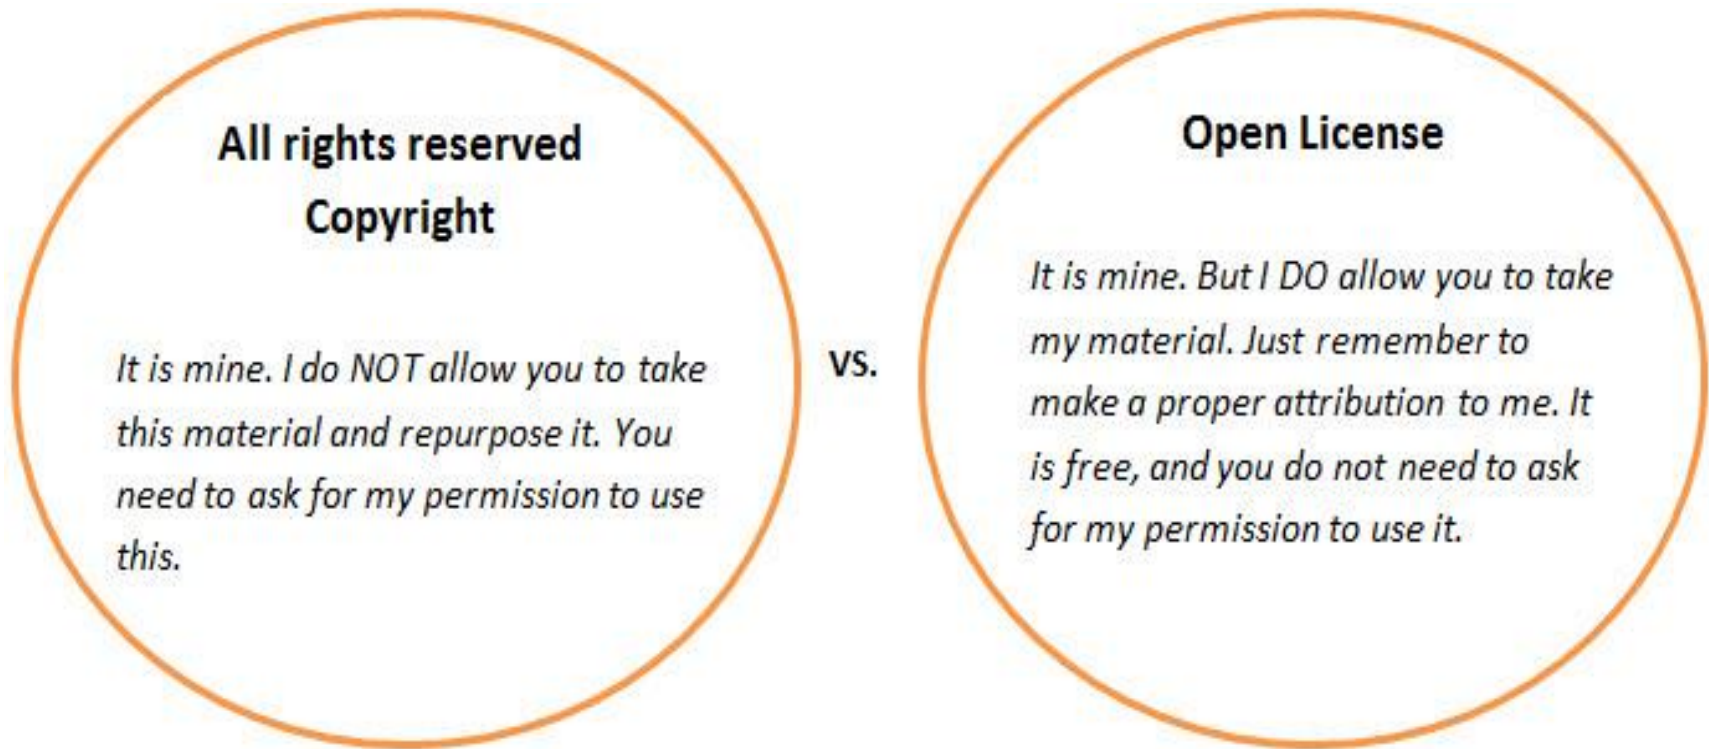 All rights reserved
Copyright
It is mine. I do NOT allow you to take
this material and repurpose it. You
need to ask for my permission to use
this.
vs.
Open License
It is mine. But I DO allow you to take
my material. Just remember to
make a proper attribution to me. It
is free, and you do not need to ask
for my permission to use it.